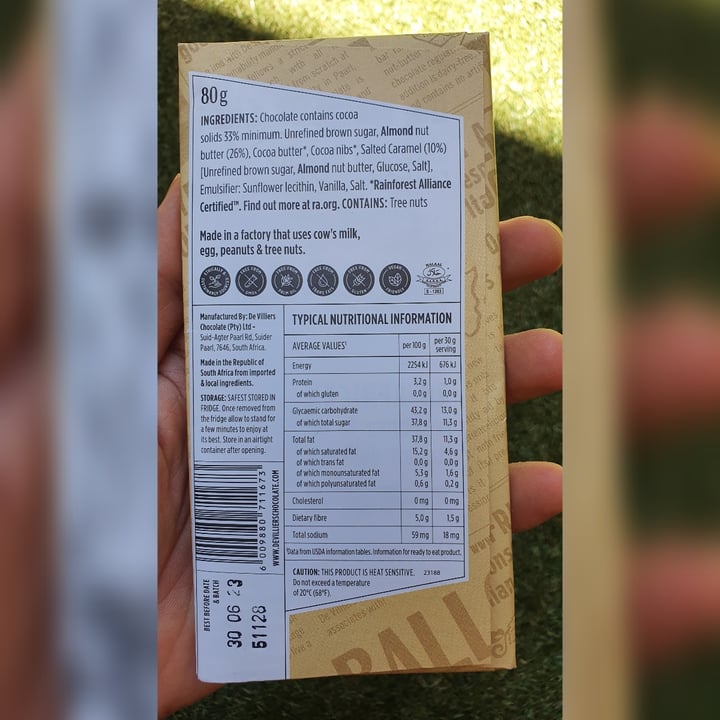 80g
INGREDIENTS: Chocolate contains cocoa
solids 33% minimum. Unrefined brown sugar, Almond nut
butter (26%), Cocoa butter*, Cocoa nibs*, Salted Caramel (10%)
[Unrefined brown sugar, Almond nut butter, Glucose, Salt],
Emulsifier: Sunflower lecithin, Vanilla, Salt. *Rainforest Alliance
Certified™. Find out more at ra.org. CONTAINS: Tree nuts
Made in a factory that uses cow's milk,
egg, peanuts & tree nuts.
Manufactured By: De Villiers
Chocolate (Pty) Ltd –
Suid-Agter Paarl Rd, Suider
Paarl, 7646, South Africa.
Made in the Republic of
South Africa from imported
& local ingredients.
STORAGE: SAFEST STORED IN
FRIDGE. Once removed from
the fridge allow to stand for
a few minutes to enjoy at
its best. Store in an airtight
container after opening.
6 009880 711673
WWW.DEVILLIERSCHOCOLATE.COM
BEST BEFORE DATE
& BATCH
30 06 23
51128
TYPICAL NUTRITIONAL INFORMATION
AVERAGE VALUES¹ per 100 g per 30 g serving
Energy 2254 kJ 676 kJ
Protein 3,2 g 1,0 g
of which gluten 0,0 g 0,0 g
Glycaemic carbohydrate 43,2 g 13,0 g
of which total sugar 37,8 g 11,3 g
Total fat 37,8 g 11,3 g
of which saturated fat 15,2 g 4,6 g
of which trans fat 0,0 g 0,0 g
of which monounsaturated fat 5,3 g 1,6 g
of which polyunsaturated fat 0,6 g 0,2 g
Cholesterol 0 mg 0 mg
Dietary fibre 5,0 g 1,5 g
Total sodium 59 mg 18 mg
¹Data from USDA information tables. Information for ready to eat product.
CAUTION: THIS PRODUCT IS HEAT SENSITIVE. 23188
Do not exceed a temperature
of 20°C (68°F).